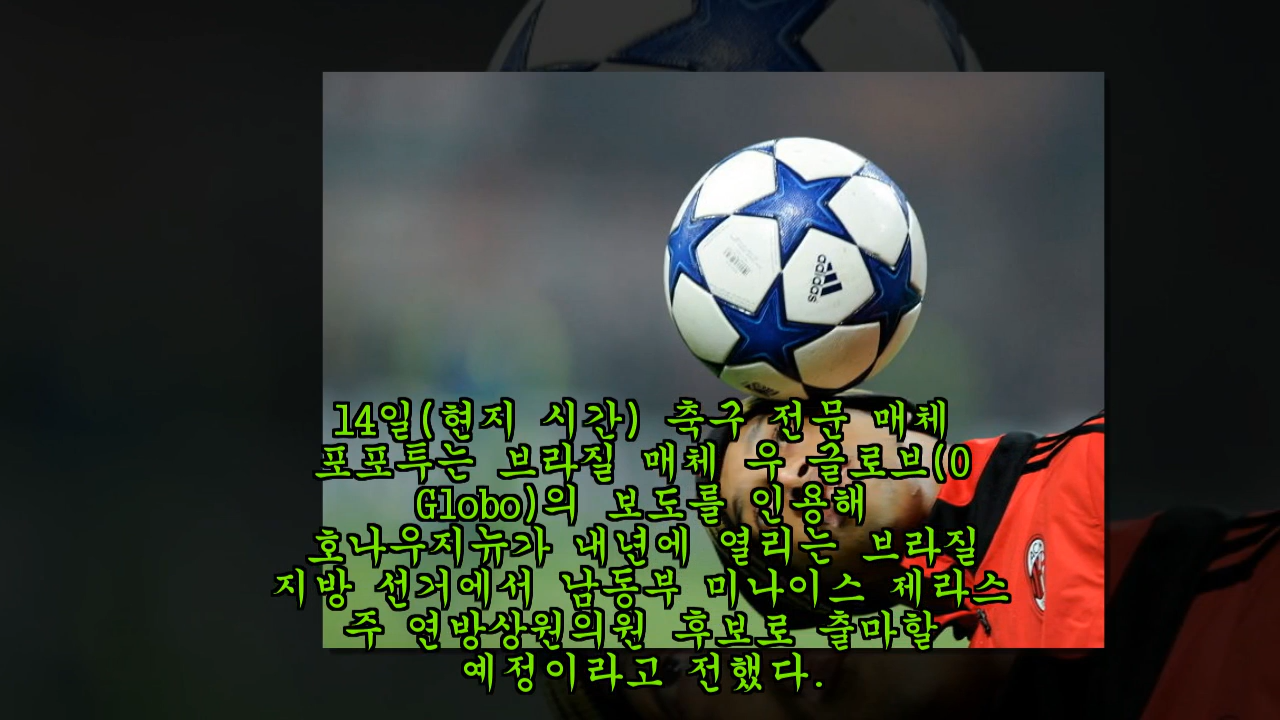 14일(현지 시간) 축구 전문 매체
포포투는 브라질 매체 우 글로브(O
Globo)의 보도를 인용해
호나우지뉴가 내년에 열리는 브라질
지방 선거에서 남동부 미나이스 제라스
주 연방상원의원 후보로 출마할
예정이라고 전했다.
adidas